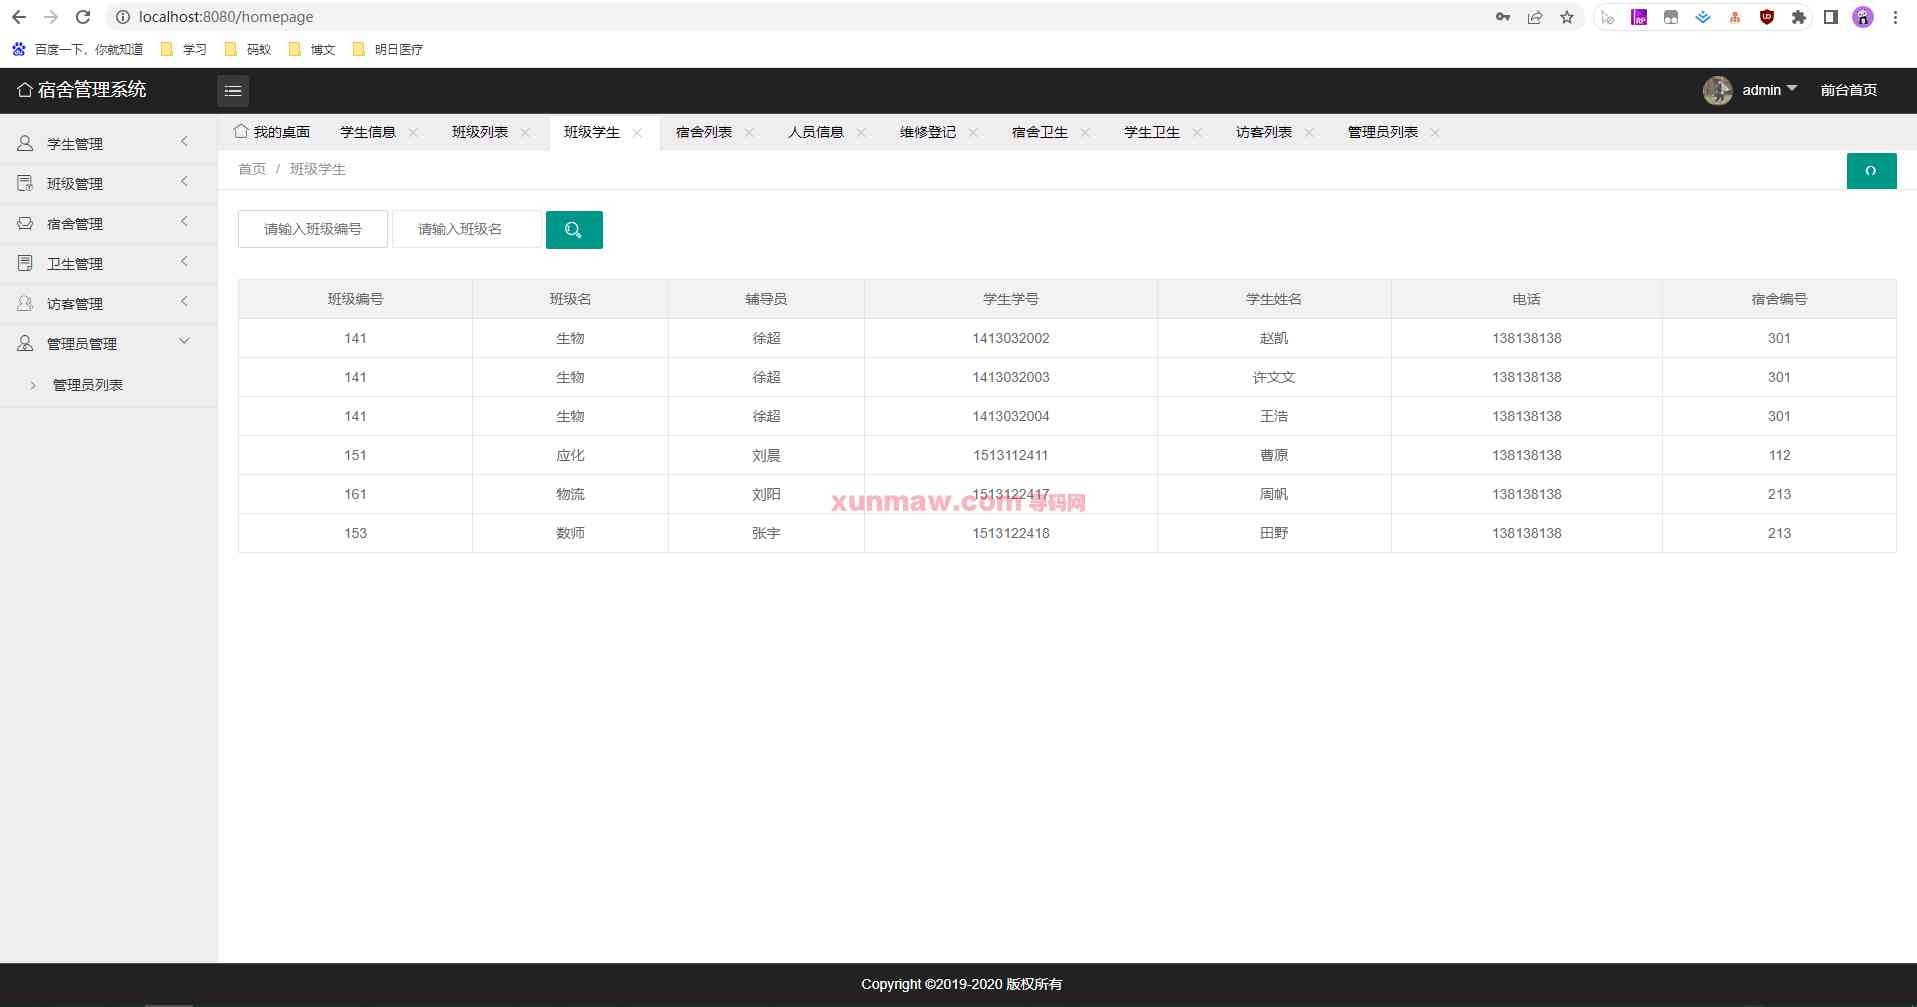 localhost:8080/homepage
百度一下，你就知道 学习 码蚁 博文 明日医疗
宿舍管理系统 admin 前台首页
我的桌面 学生信息 班级列表 班级学生 宿舍列表 人员信息 维修登记 宿舍卫生 学生卫生 访客列表 管理员列表
学生管理
班级管理
宿舍管理
卫生管理
访客管理
管理员管理
管理员列表
首页 / 班级学生
请输入班级编号 请输入班级名
班级编号 班级名 辅导员 学生学号 学生姓名 电话 宿舍编号
141 生物 徐超 1413032002 赵凯 138138138 301
141 生物 徐超 1413032003 许文文 138138138 301
141 生物 徐超 1413032004 王浩 138138138 301
151 应化 刘晨 1513112411 曹原 138138138 112
161 物流 刘阳 1513122417 周帆 138138138 213
xunmaw.com 寻码网
153 数师 张宇 1513122418 田野 138138138 213
Copyright ©2019-2020 版权所有